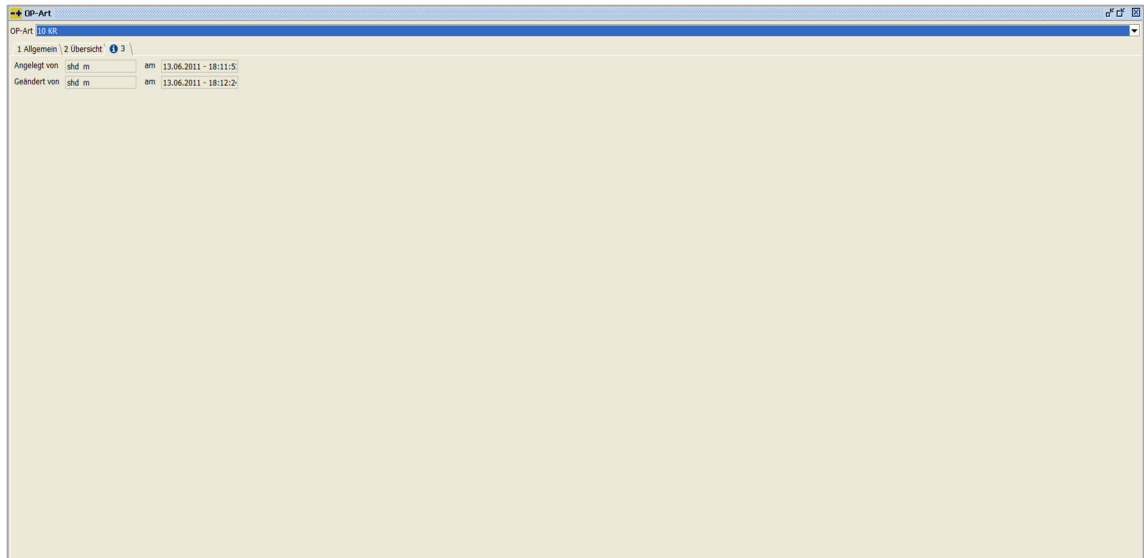 OP-Art
OP-Art 10 KR
1 Allgemein 2 Übersicht 3
Angelegt von shd m am 13.06.2011 - 18:11:5
Geändert von shd m am 13.06.2011 - 18:12:24